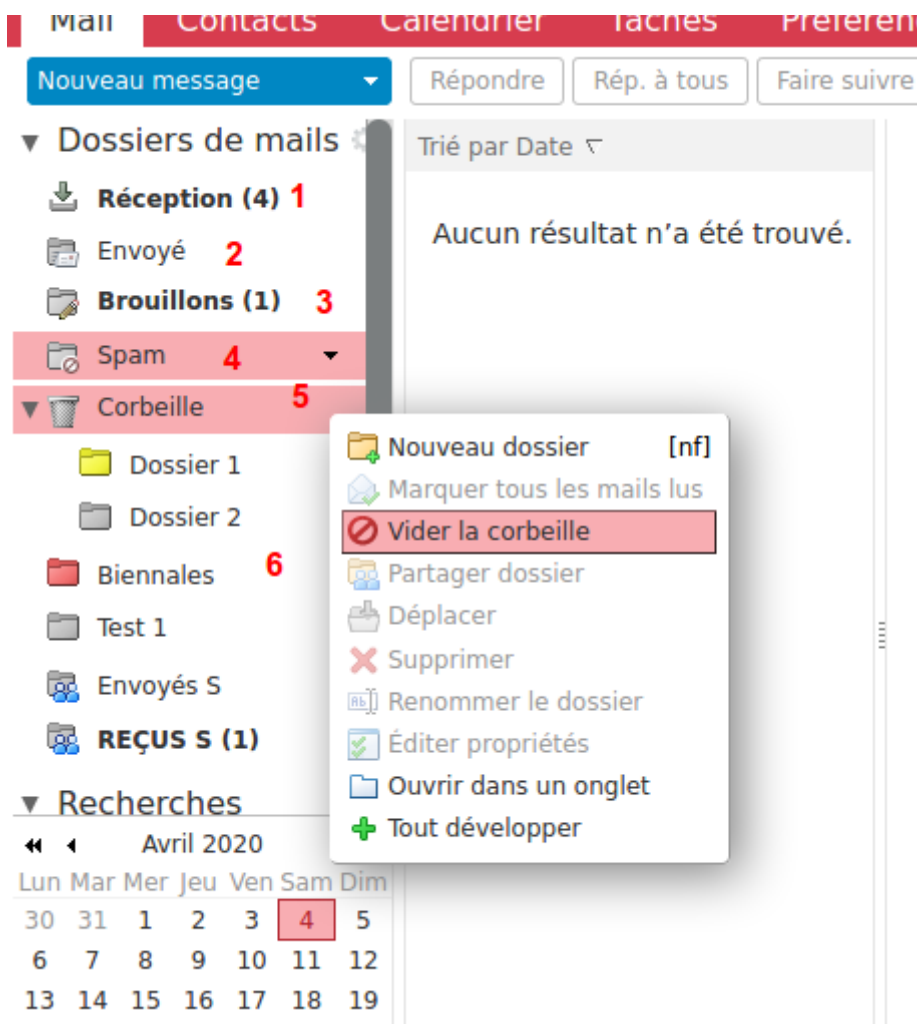 Mail Contacts Calendrier Tâches Préféren
Nouveau message Répondre Rép. à tous Faire suivre
Dossiers de mails
Réception (4) 1
Envoyé 2
Brouillons (1) 3
Spam 4
Corbeille 5
Dossier 1
Dossier 2
Biennales 6
Test 1
Envoyés S
REÇUS S (1)
Recherches
Trié par Date
Aucun résultat n’a été trouvé.
Nouveau dossier [nf]
Marquer tous les mails lus
Vider la corbeille
Partager dossier
Déplacer
Supprimer
Renommer le dossier
Éditer propriétés
Ouvrir dans un onglet
Tout développer
Avril 2020
Lun Mar Mer Jeu Ven Sam Dim
30 31 1 2 3 4 5
6 7 8 9 10 11 12
13 14 15 16 17 18 19